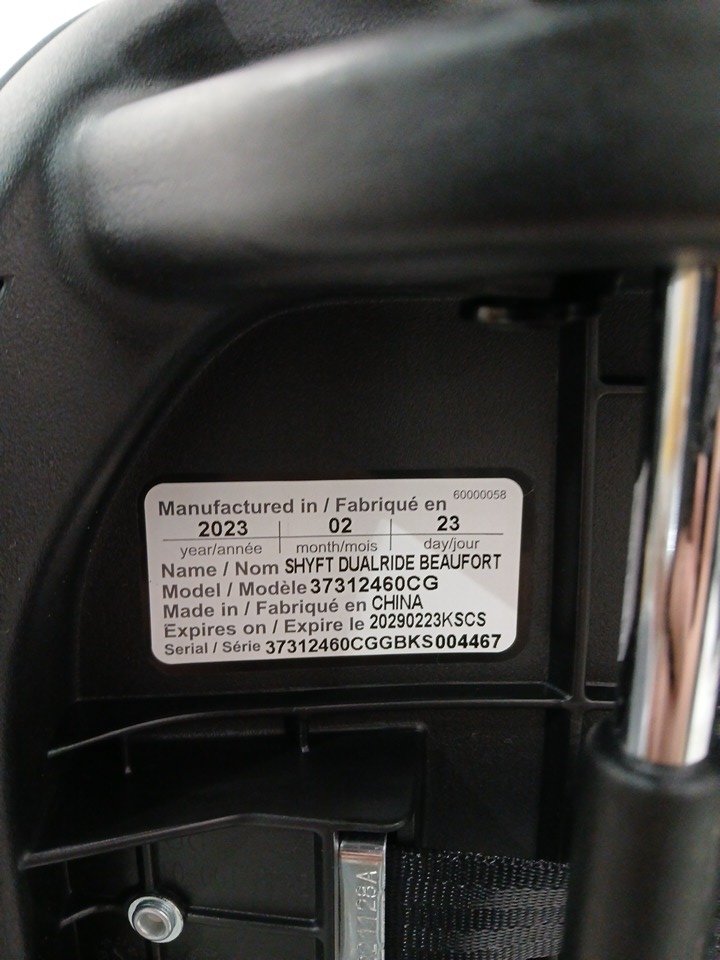 60000058
Manufactured in / Fabriqué en
2023 02 23
year/année month/mois day/jour
Name / Nom SHYFT DUALRIDE BEAUFORT
Model / Modèle 37312460CG
Made in / Fabriqué en CHINA
Expires on / Expire le 20290223KSCS
Serial / Série 37312460CGGBKS004467